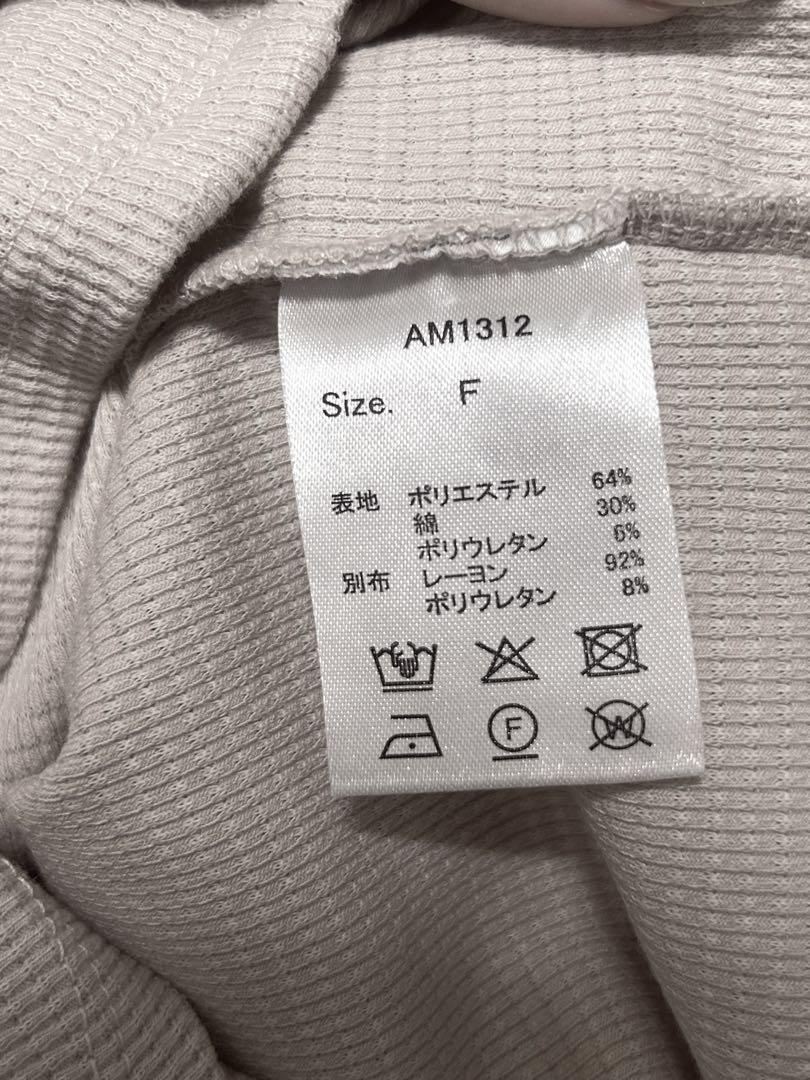 AM1312
Size. F
表地 ポリエステル 64%
綿 30%
ポリウレタン 6%
別布 レーヨン 92%
ポリウレタン 8%
F W